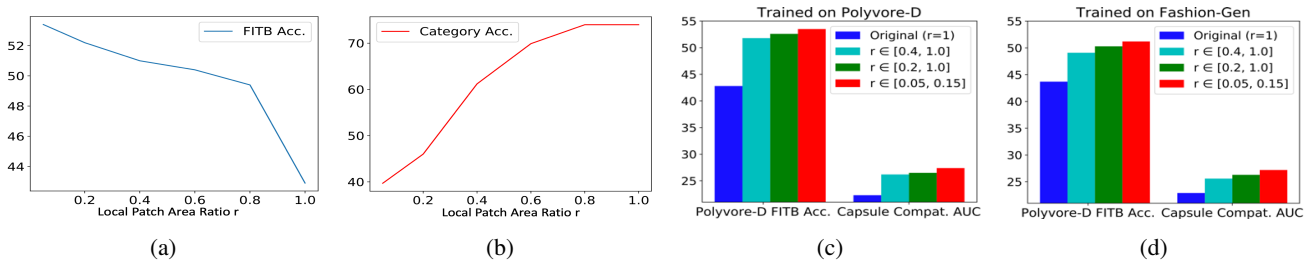 52
50
48
46
44
0.2 0.4 0.6 0.8 1.0
Local Patch Area Ratio r
FITB Acc.
(a)
70
60
50
40
0.2 0.4 0.6 0.8 1.0
Local Patch Area Ratio r
Category Acc.
(b)
Trained on Polyvore-D
55
50
45
40
35
30
25
Original (r=1)
r ∈ [0.4, 1.0]
r ∈ [0.2, 1.0]
r ∈ [0.05, 0.15]
Polyvore-D FITB Acc. Capsule Compat. AUC
(c)
Trained on Fashion-Gen
55
50
45
40
35
30
25
Original (r=1)
r ∈ [0.4, 1.0]
r ∈ [0.2, 1.0]
r ∈ [0.05, 0.15]
Polyvore-D FITB Acc. Capsule Compat. AUC
(d)